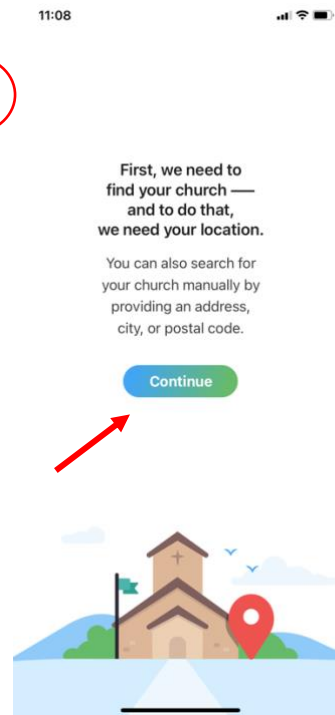 11:08
First, we need to
find your church —
and to do that,
we need your location.
You can also search for
your church manually by
providing an address,
city, or postal code.
Continue